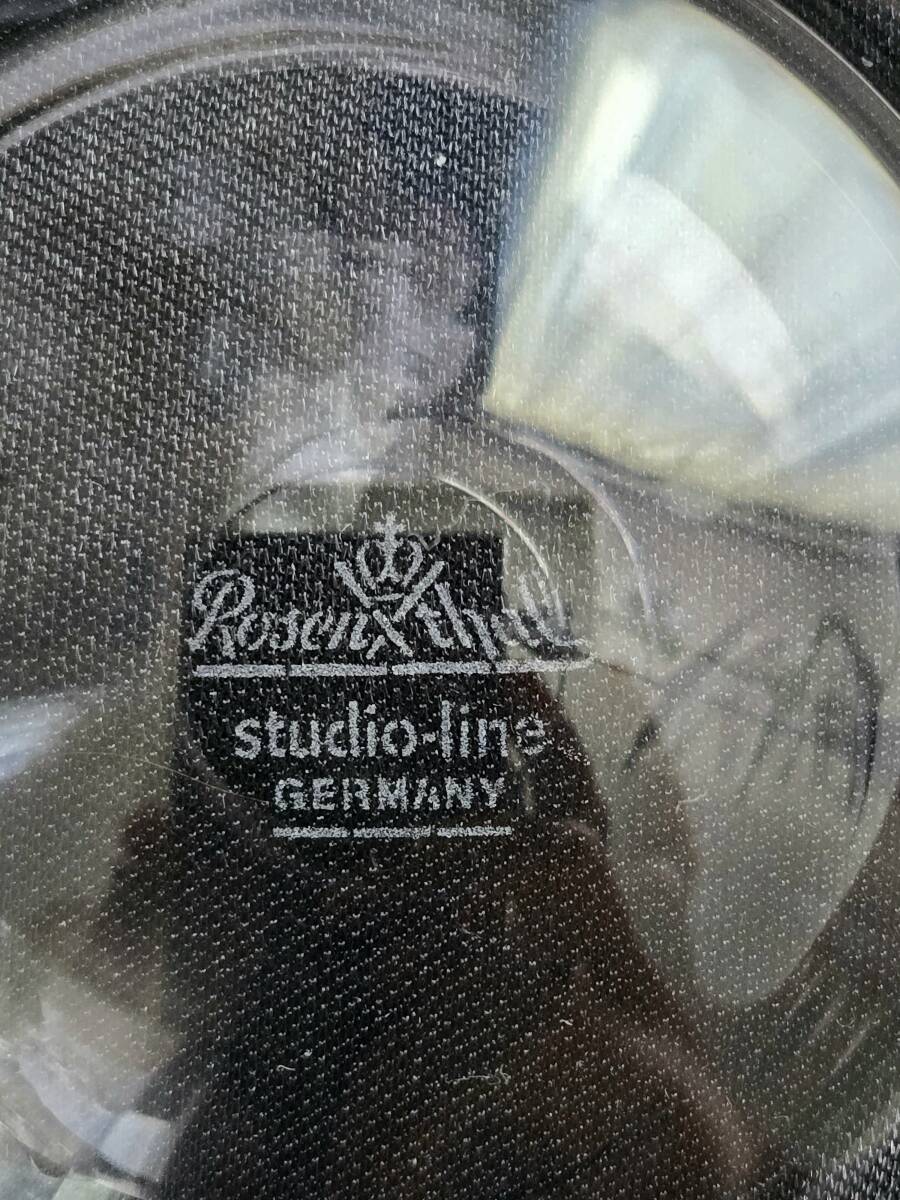 Rosenthal
studio-line
GERMANY